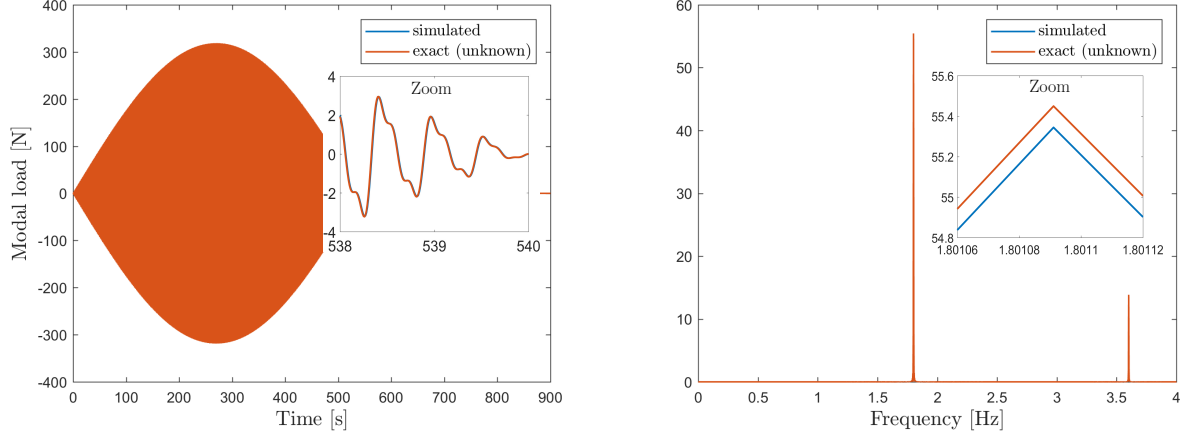 400
300
200
100
0
-100
-200
-300
-400
Modal load [N]
simulated
exact (unknown)
Zoom
4
2
0
-2
-4
538 539 540
0 100 200 300 400 500 600 700 800 900
Time [s]
60
50
40
30
20
10
0
simulated
exact (unknown)
Zoom
55.6
55.4
55.2
55
54.8
1.80106 1.80108 1.8011 1.80112
0 0.5 1 1.5 2 2.5 3 3.5 4
Frequency [Hz]